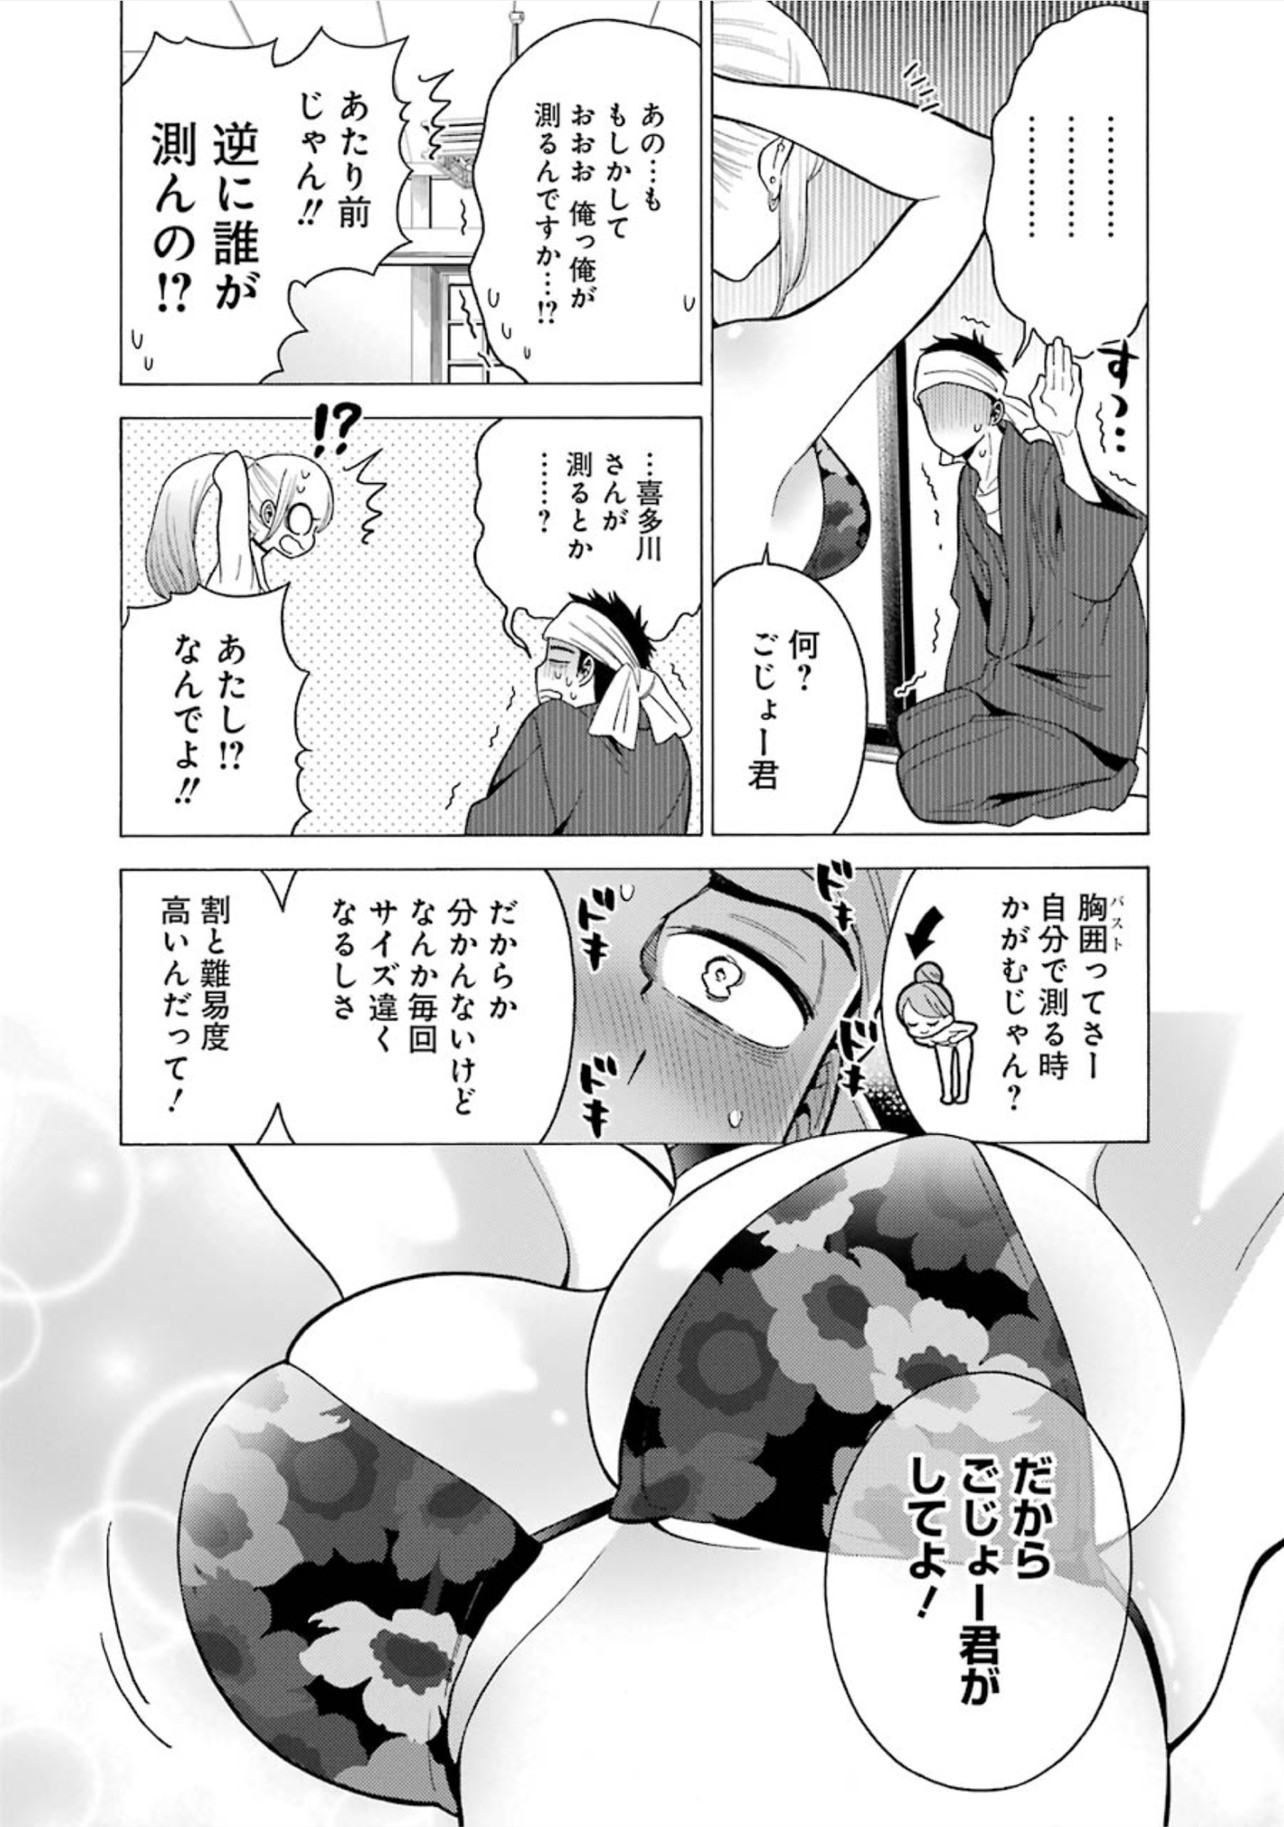 ………………
………………
………………
すっ…
何?
ごじょー君
あの…も
もしかして
おおお 俺っ俺が
測るんですか…!?
あたり前
じゃん!!
逆に誰が
測んの!?
…喜多川
さんが
測るとか
……?
!?
あたし!?
なんでよ!!
胸囲ってさー
バスト
自分で測る時
かがむじゃん?
ドキ
ドキ
ドキ
ドキ
だからか
分かんないけど
なんか毎回
サイズ違く
なるしさ
割と難易度
高いんだって!
だから
ごじょー君が
してよ!